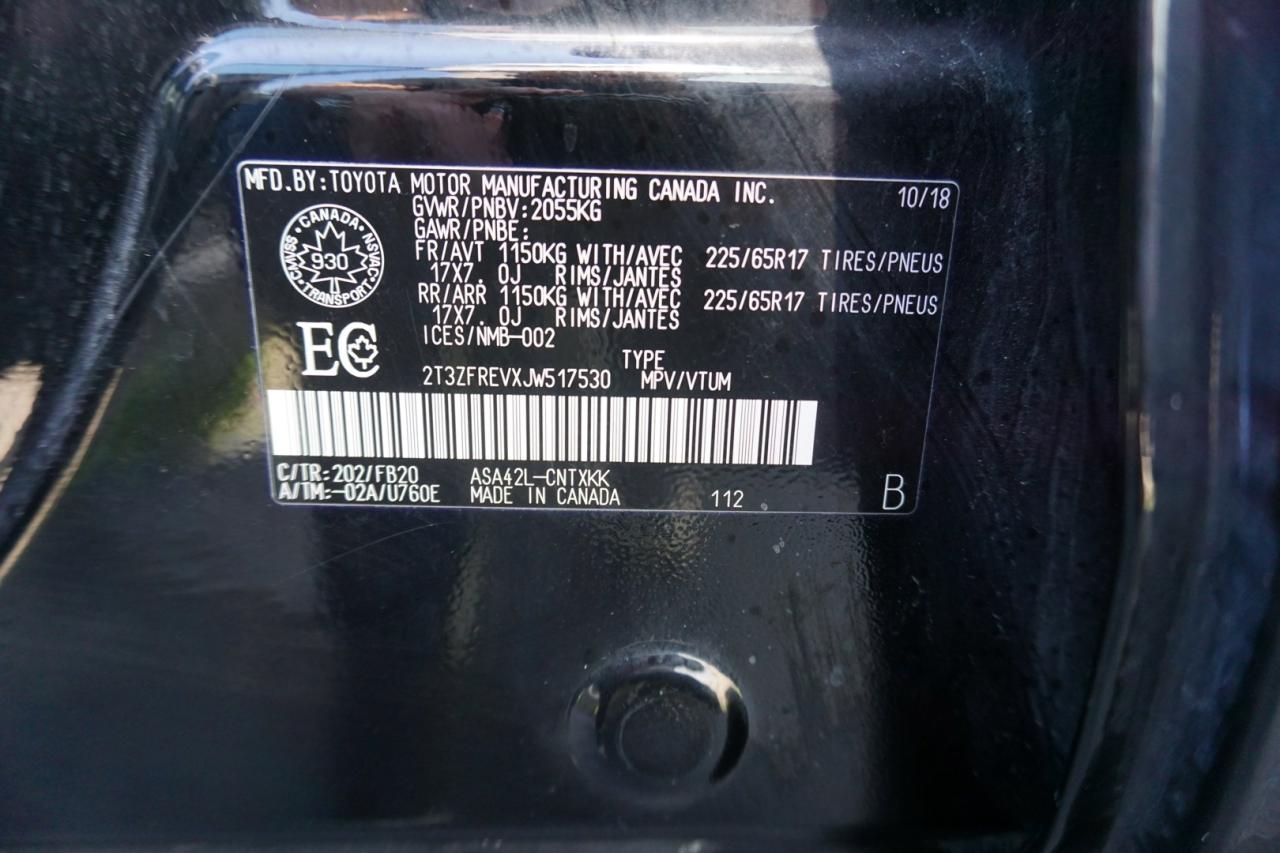 MFD.BY:TOYOTA MOTOR MANUFACTURING CANADA INC. 10/18
GVWR/PNBV:2055KG
GAWR/PNBE:
FR/AVT 1150KG WITH/AVEC 225/65R17 TIRES/PNEUS
17X7. 0J RIMS/JANTES
RR/ARR 1150KG WITH/AVEC 225/65R17 TIRES/PNEUS
17X7. 0J RIMS/JANTES
ICES/NMB-002
CANADA
CMVSS
NSVAC
930
TRANSPORT
EC
TYPE
2T3ZFREVXJW517530 MPV/VTUM
C/TR:202/FB20 ASA42L-CNTXKK
A/TM:-02A/U760E MADE IN CANADA 112 B